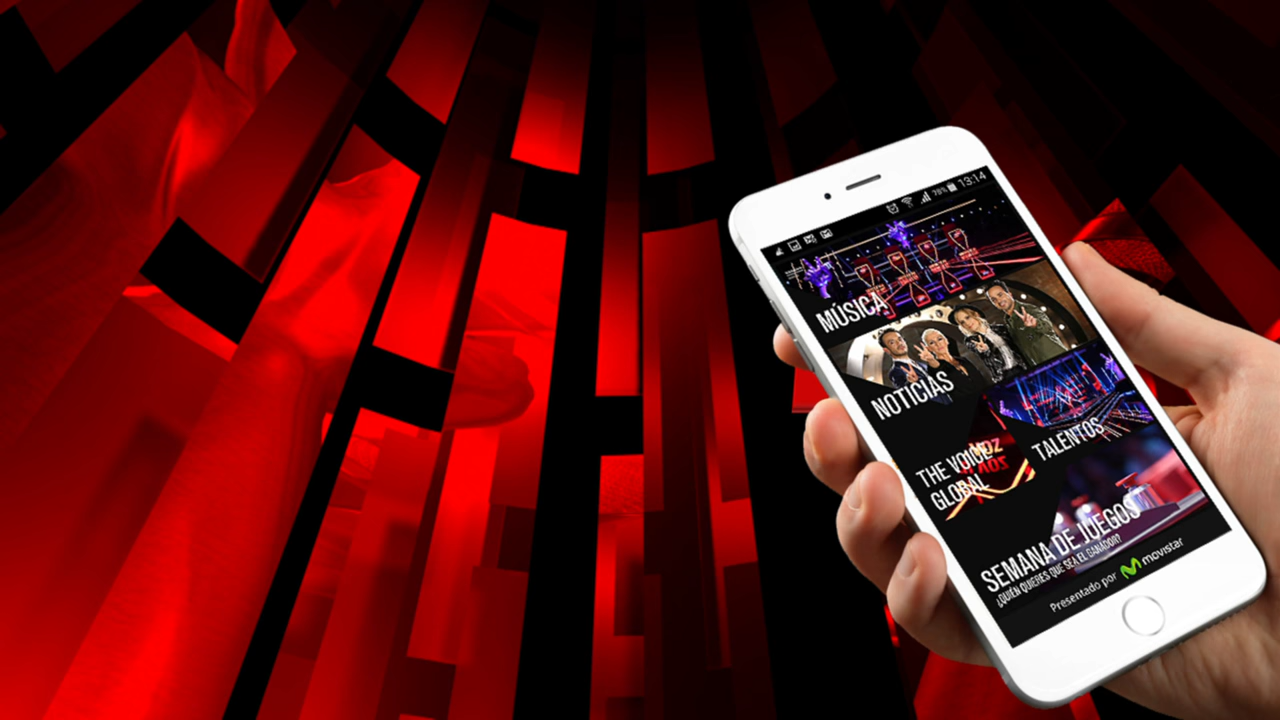 78% 13:14
MÚSICA
NOTICIAS
TALENTOS
THE VOICE
GLOBAL
SEMANA DE JUEGOS
¿QUIÉN QUIERES QUE SEA EL GANADOR?
Presentado por movistar